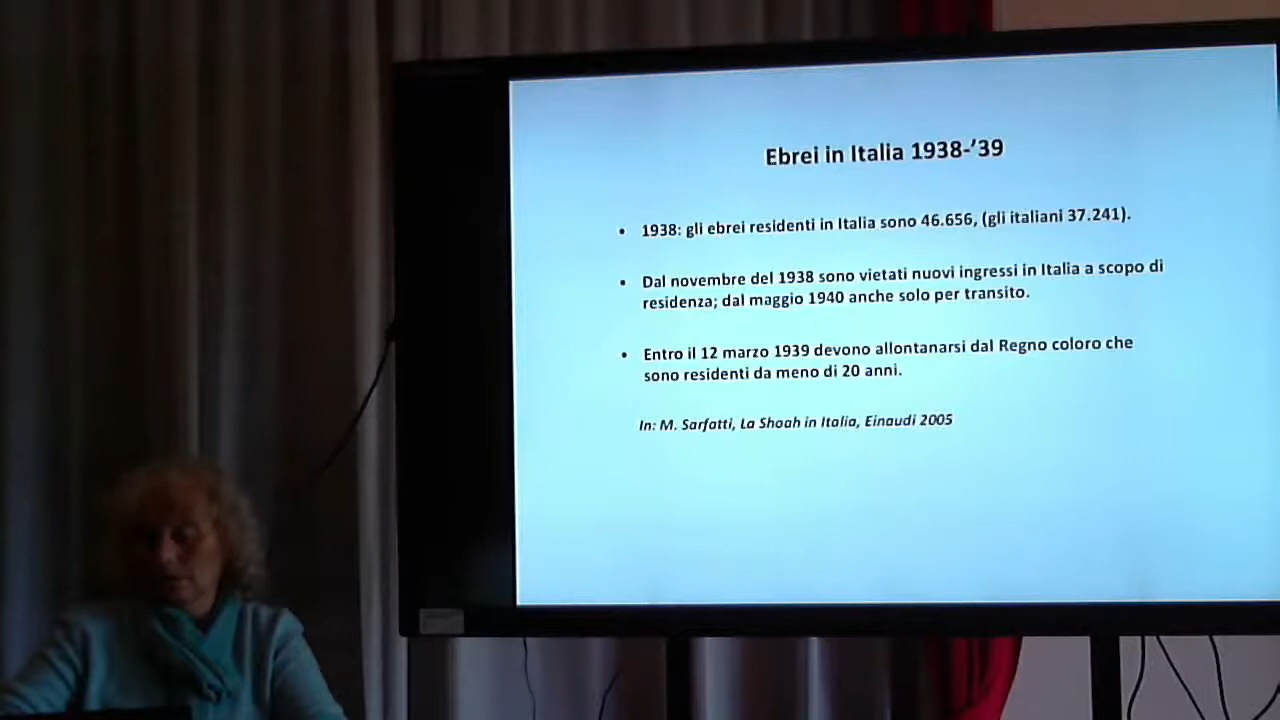 Ebrei in Italia 1938-'39
• 1938: gli ebrei residenti in Italia sono 46.656, (gli italiani 37.241).
• Dal novembre del 1938 sono vietati nuovi ingressi in Italia a scopo di
residenza; dal maggio 1940 anche solo per transito.
• Entro il 12 marzo 1939 devono allontanarsi dal Regno coloro che
sono residenti da meno di 20 anni.
In: M. Sarfatti, La Shoah in Italia, Einaudi 2005